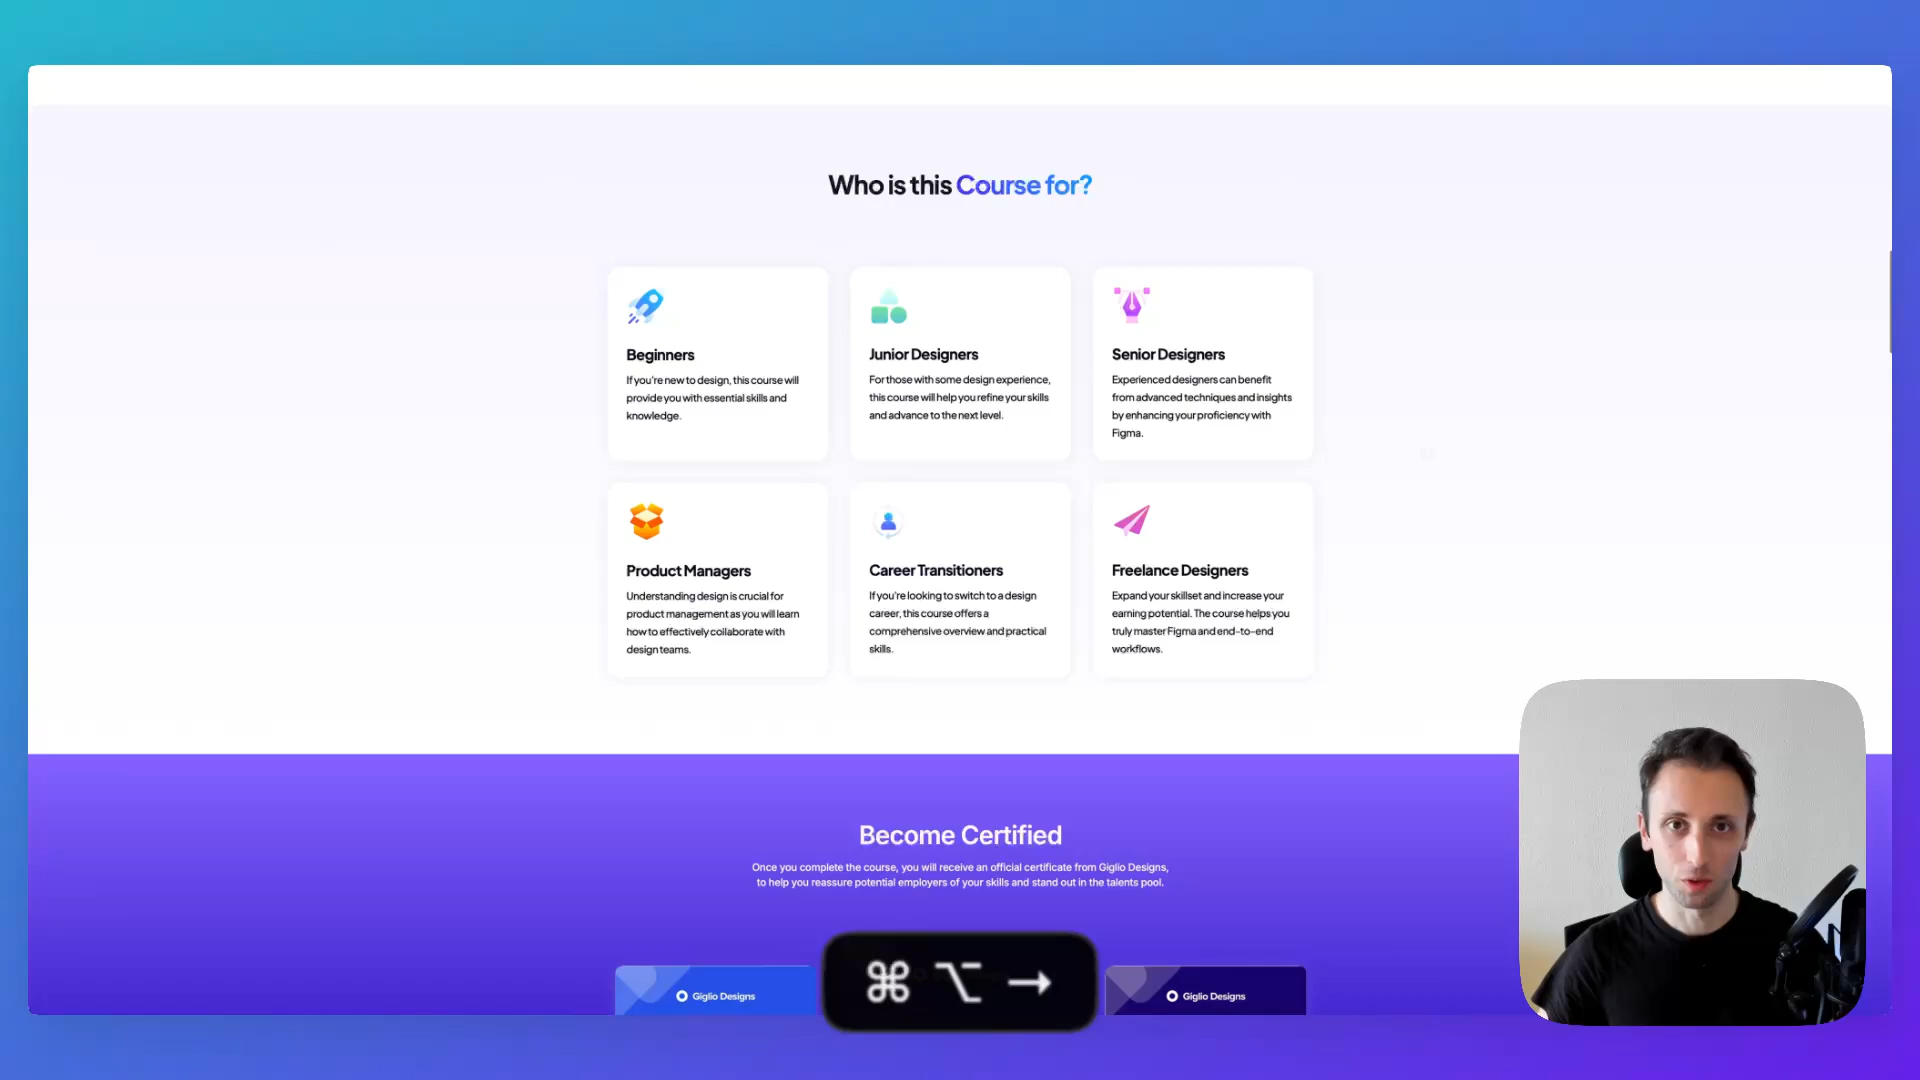 Who is this Course for?
Beginners
If you're new to design, this course will
provide you with essential skills and
knowledge.
Junior Designers
For those with some design experience,
this course will help you refine your skills
and advance to the next level.
Senior Designers
Experienced designers can benefit
from advanced techniques and insights
by enhancing your proficiency with
Figma.
Product Managers
Understanding design is crucial for
product management as you will learn
how to effectively collaborate with
design teams.
Career Transitioners
If you're looking to switch to a design
career, this course offers a
comprehensive overview and practical
skills.
Freelance Designers
Expand your skillset and increase your
earning potential. The course helps you
truly master Figma and end-to-end
workflows.
Become Certified
Once you complete the course, you will receive an official certificate from Giglio Designs,
to help you reassure potential employers of your skills and stand out in the talents pool.
Giglio Designs
⌘ ⌥ →
Giglio Designs